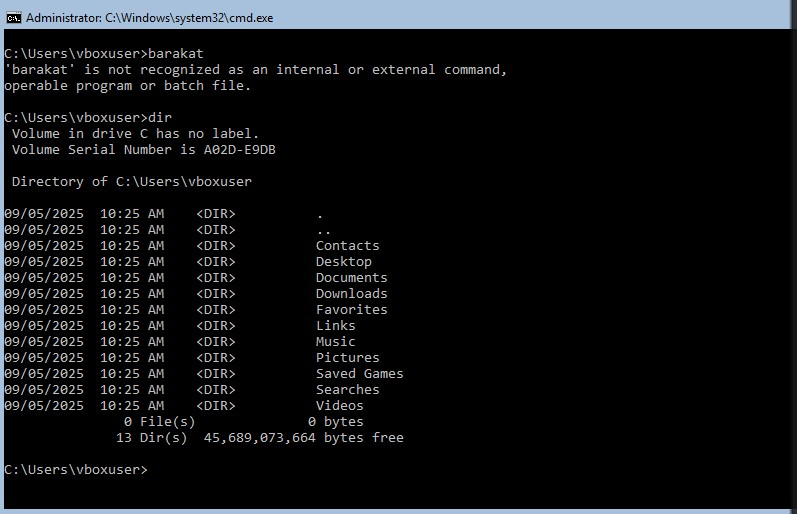 Administrator: C:\Windows\system32\cmd.exe
C:\Users\vboxuser>barakat
'barakat' is not recognized as an internal or external command,
operable program or batch file.
C:\Users\vboxuser>dir
 Volume in drive C has no label.
 Volume Serial Number is A02D-E9DB
 Directory of C:\Users\vboxuser
09/05/2025  10:25 AM    <DIR>          .
09/05/2025  10:25 AM    <DIR>          ..
09/05/2025  10:25 AM    <DIR>          Contacts
09/05/2025  10:25 AM    <DIR>          Desktop
09/05/2025  10:25 AM    <DIR>          Documents
09/05/2025  10:25 AM    <DIR>          Downloads
09/05/2025  10:25 AM    <DIR>          Favorites
09/05/2025  10:25 AM    <DIR>          Links
09/05/2025  10:25 AM    <DIR>          Music
09/05/2025  10:25 AM    <DIR>          Pictures
09/05/2025  10:25 AM    <DIR>          Saved Games
09/05/2025  10:25 AM    <DIR>          Searches
09/05/2025  10:25 AM    <DIR>          Videos
               0 File(s)              0 bytes
              13 Dir(s)  45,689,073,664 bytes free
C:\Users\vboxuser>